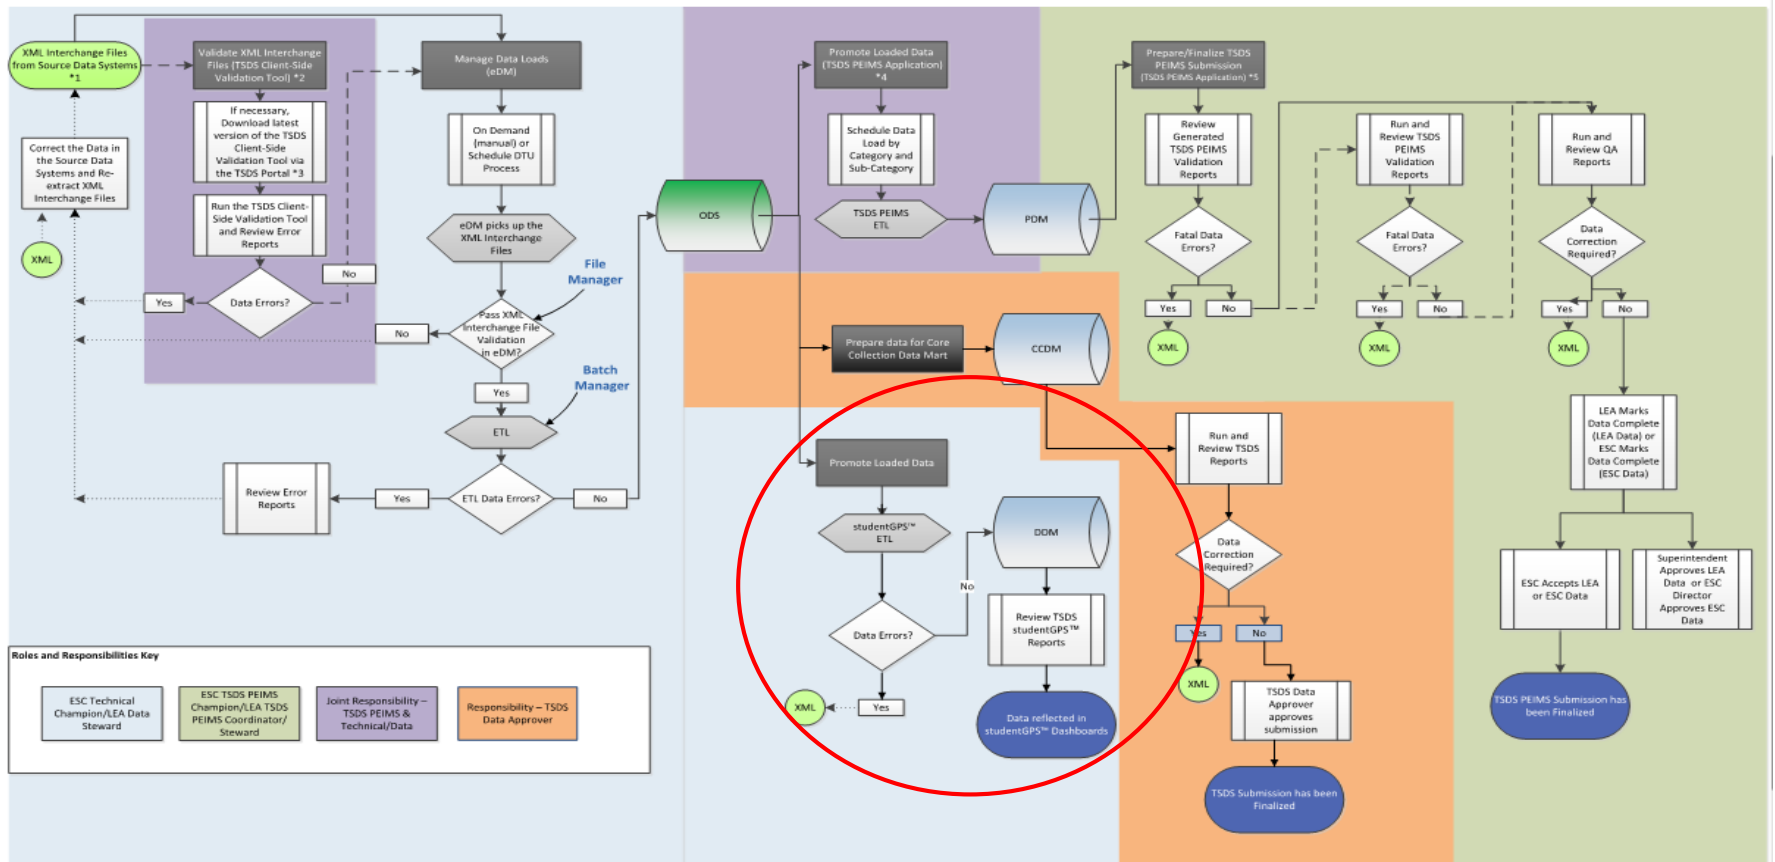 XML Interchange Files
from Source Data Systems
*1
Validate XML Interchange
Files (TSDS Client-Side
Validation Tool) *2
If necessary,
Download latest
version of the TSDS
Client-Side
Validation Tool via
the TSDS Portal *3
Run the TSDS Client-
Side Validation Tool
and Review Error
Reports
Data Errors?
Yes
No
Correct the Data in
the Source Data
Systems and Re-
extract XML
Interchange Files
XML
Manage Data Loads
(eDM)
On Demand
(manual) or
Schedule DTU
Process
eDM picks up the
XML Interchange
Files
File
Manager
Pass XML
Interchange File
Validation
in eDM?
No
Yes
Batch
Manager
ETL
ETL Data Errors?
Yes
No
Review Error
Reports
ODS
Promote Loaded Data
(TSDS PEIMS Application)
*4
Schedule Data
Load by
Category and
Sub-Category
TSDS PEIMS
ETL
PDM
Prepare/Finalize TSDS
PEIMS Submission
(TSDS PEIMS Application) *5
Review
Generated
TSDS PEIMS
Validation
Reports
Fatal Data
Errors?
Yes
No
XML
Run and
Review TSDS
PEIMS
Validation
Reports
Fatal Data
Errors?
Yes
No
XML
Run and
Review QA
Reports
Data
Correction
Required?
Yes
No
XML
LEA Marks
Data Complete
(LEA Data) or
ESC Marks
Data Complete
(ESC Data)
ESC Accepts LEA
or ESC Data
Superintendent
Approves LEA
Data or ESC
Director
Approves ESC
Data
TSDS PEIMS Submission has
been Finalized
Prepare data for Core
Collection Data Mart
CCDM
Run and
Review TSDS
Reports
Data
Correction
Required?
Yes
No
XML
TSDS Data
Approver
approves
submission
TSDS Submission has been
Finalized
Promote Loaded Data
studentGPS™
ETL
Data Errors?
No
Yes
XML
DDM
Review TSDS
studentGPS™
Reports
Data reflected in
studentGPS™ Dashboards
Roles and Responsibilities Key
ESC Technical
Champion/LEA Data
Steward
ESC TSDS PEIMS
Champion/LEA TSDS
PEIMS Coordinator/
Steward
Joint Responsibility –
TSDS PEIMS &
Technical/Data
Responsibility – TSDS
Data Approver